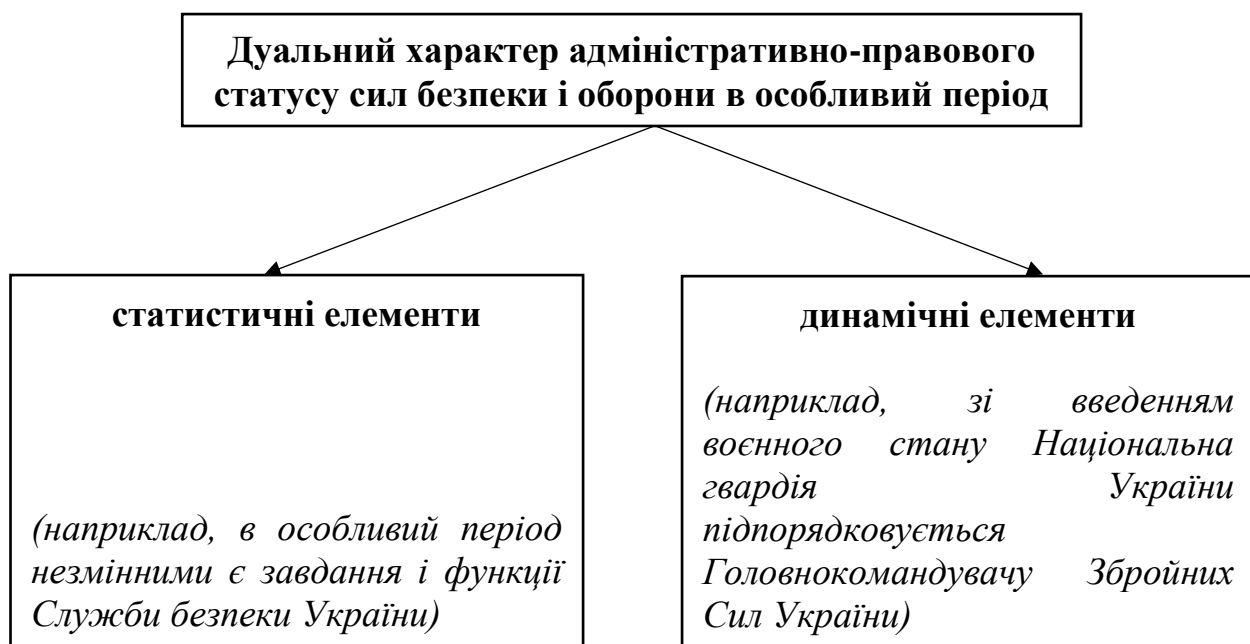 Дуальний характер адміністративно-правового
статусу сил безпеки і оборони в особливий період
статистичні елементи
(наприклад, в особливий період
незмінними є завдання і функції
Служби безпеки України)
динамічні елементи
(наприклад, зі введенням
воєнного стану Національна
гвардія України
підпорядковується
Головнокомандувачу Збройних
Сил України)